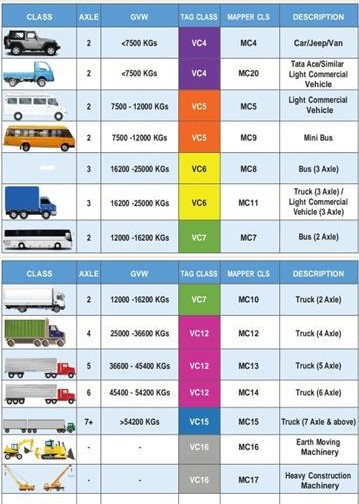 CLASS AXLE GVW TAG CLASS MAPPER CLS DESCRIPTION
2 <7500 KGs VC4 MC4 Car/Jeep/Van
2 <7500 KGs VC4 MC20 Tata Ace/Similar
Light Commercial
Vehicle
2 7500 - 12000 KGs VC5 MC5 Light Commercial
Vehicle
2 7500 -12000 KGs VC5 MC9 Mini Bus
3 16200 -25000 KGs VC6 MC8 Bus (3 Axle)
3 16200 -25000 KGs VC6 MC11 Truck (3 Axle) /
Light Commercial
Vehicle (3 Axle)
2 12000-16200 KGs VC7 MC7 Bus (2 Axle)
CLASS AXLE GVW TAG CLASS MAPPER CLS DESCRIPTION
2 12000 -16200 KGs VC7 MC10 Truck (2 Axle)
4 25000 -36600 KGs VC12 MC12 Truck (4 Axle)
5 36600 - 45400 KGs VC12 MC13 Truck (5 Axle)
6 45400 - 54200 KGs VC12 MC14 Truck (6 Axle)
7+ >54200 KGs VC15 MC15 Truck (7 Axle & above)
- - VC16 MC16 Earth Moving
Machinery
- - VC16 MC17 Heavy Construction
Machinery